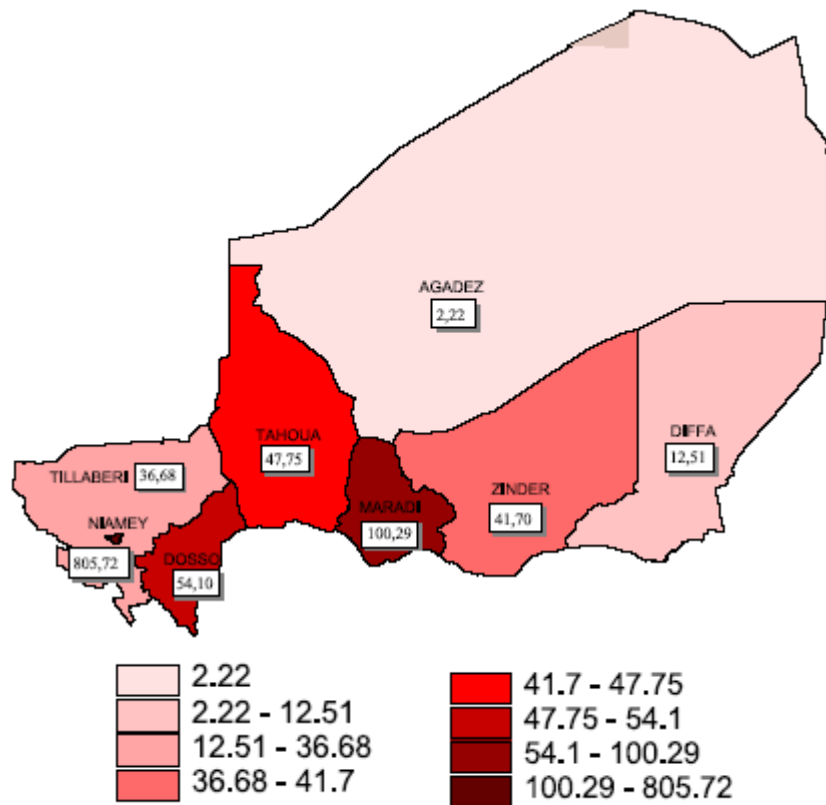 AGADEZ
2,22
TAHOUA
47,75
DIFFA
12,51
TILLABERI 36,68
ZINDER
41,70
MARADI
100,29
NIAMEY
805,72
DOSSO
54,10
2.22
2.22 - 12.51
12.51 - 36.68
36.68 - 41.7
41.7 - 47.75
47.75 - 54.1
54.1 - 100.29
100.29 - 805.72